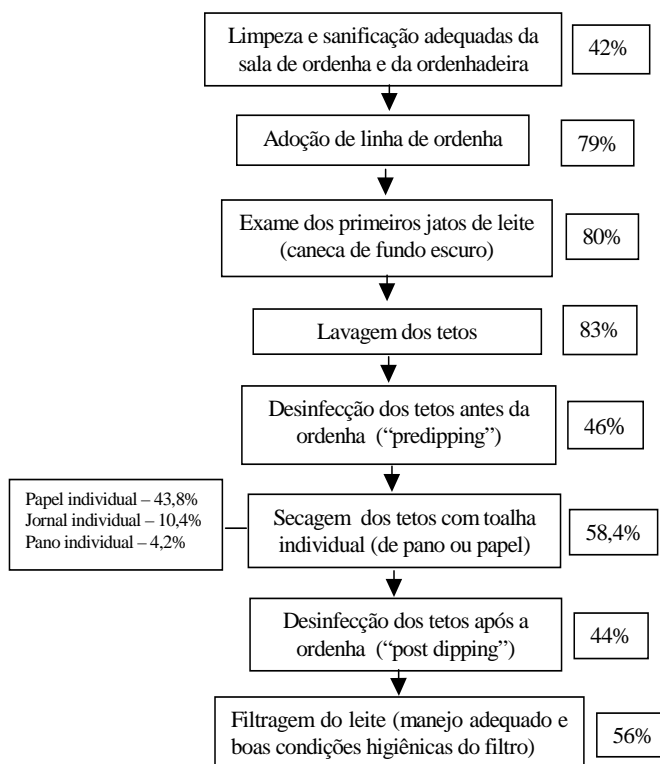 Limpeza e sanificação adequadas da
sala de ordenha e da ordenhadeira
42%
Adoção de linha de ordenha
79%
Exame dos primeiros jatos de leite
(caneca de fundo escuro)
80%
Lavagem dos tetos
83%
Desinfecção dos tetos antes da
ordenha (“predipping”)
46%
Papel individual – 43,8%
Jornal individual – 10,4%
Pano individual – 4,2%
Secagem dos tetos com toalha
individual (de pano ou papel)
58,4%
Desinfecção dos tetos após a
ordenha (“post dipping”)
44%
Filtragem do leite (manejo adequado e
boas condições higiênicas do filtro)
56%